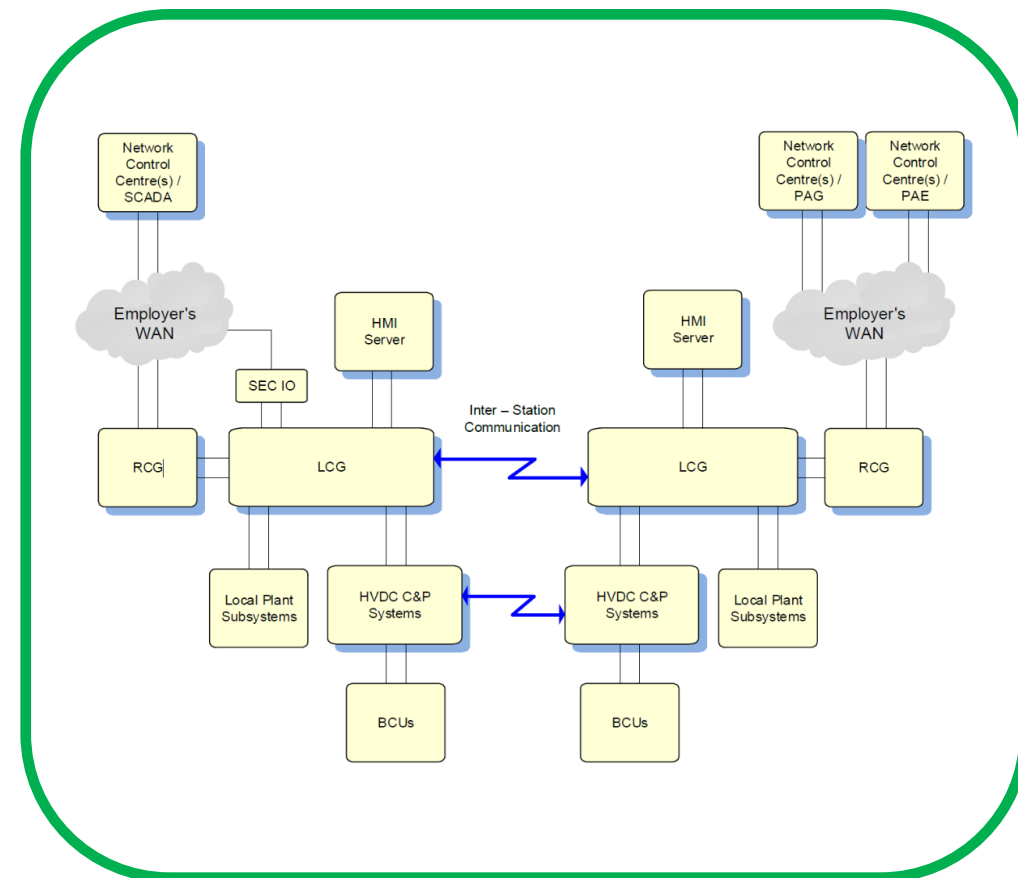 Network
Control
Centre(s) /
SCADA
Network
Control
Centre(s) /
PAG
Network
Control
Centre(s) /
PAE
Employer's
WAN
Employer's
WAN
HMI
Server
HMI
Server
SEC IO
Inter – Station
Communication
RCG
LCG
LCG
RCG
Local Plant
Subsystems
HVDC C&P
Systems
HVDC C&P
Systems
Local Plant
Subsystems
BCUs
BCUs